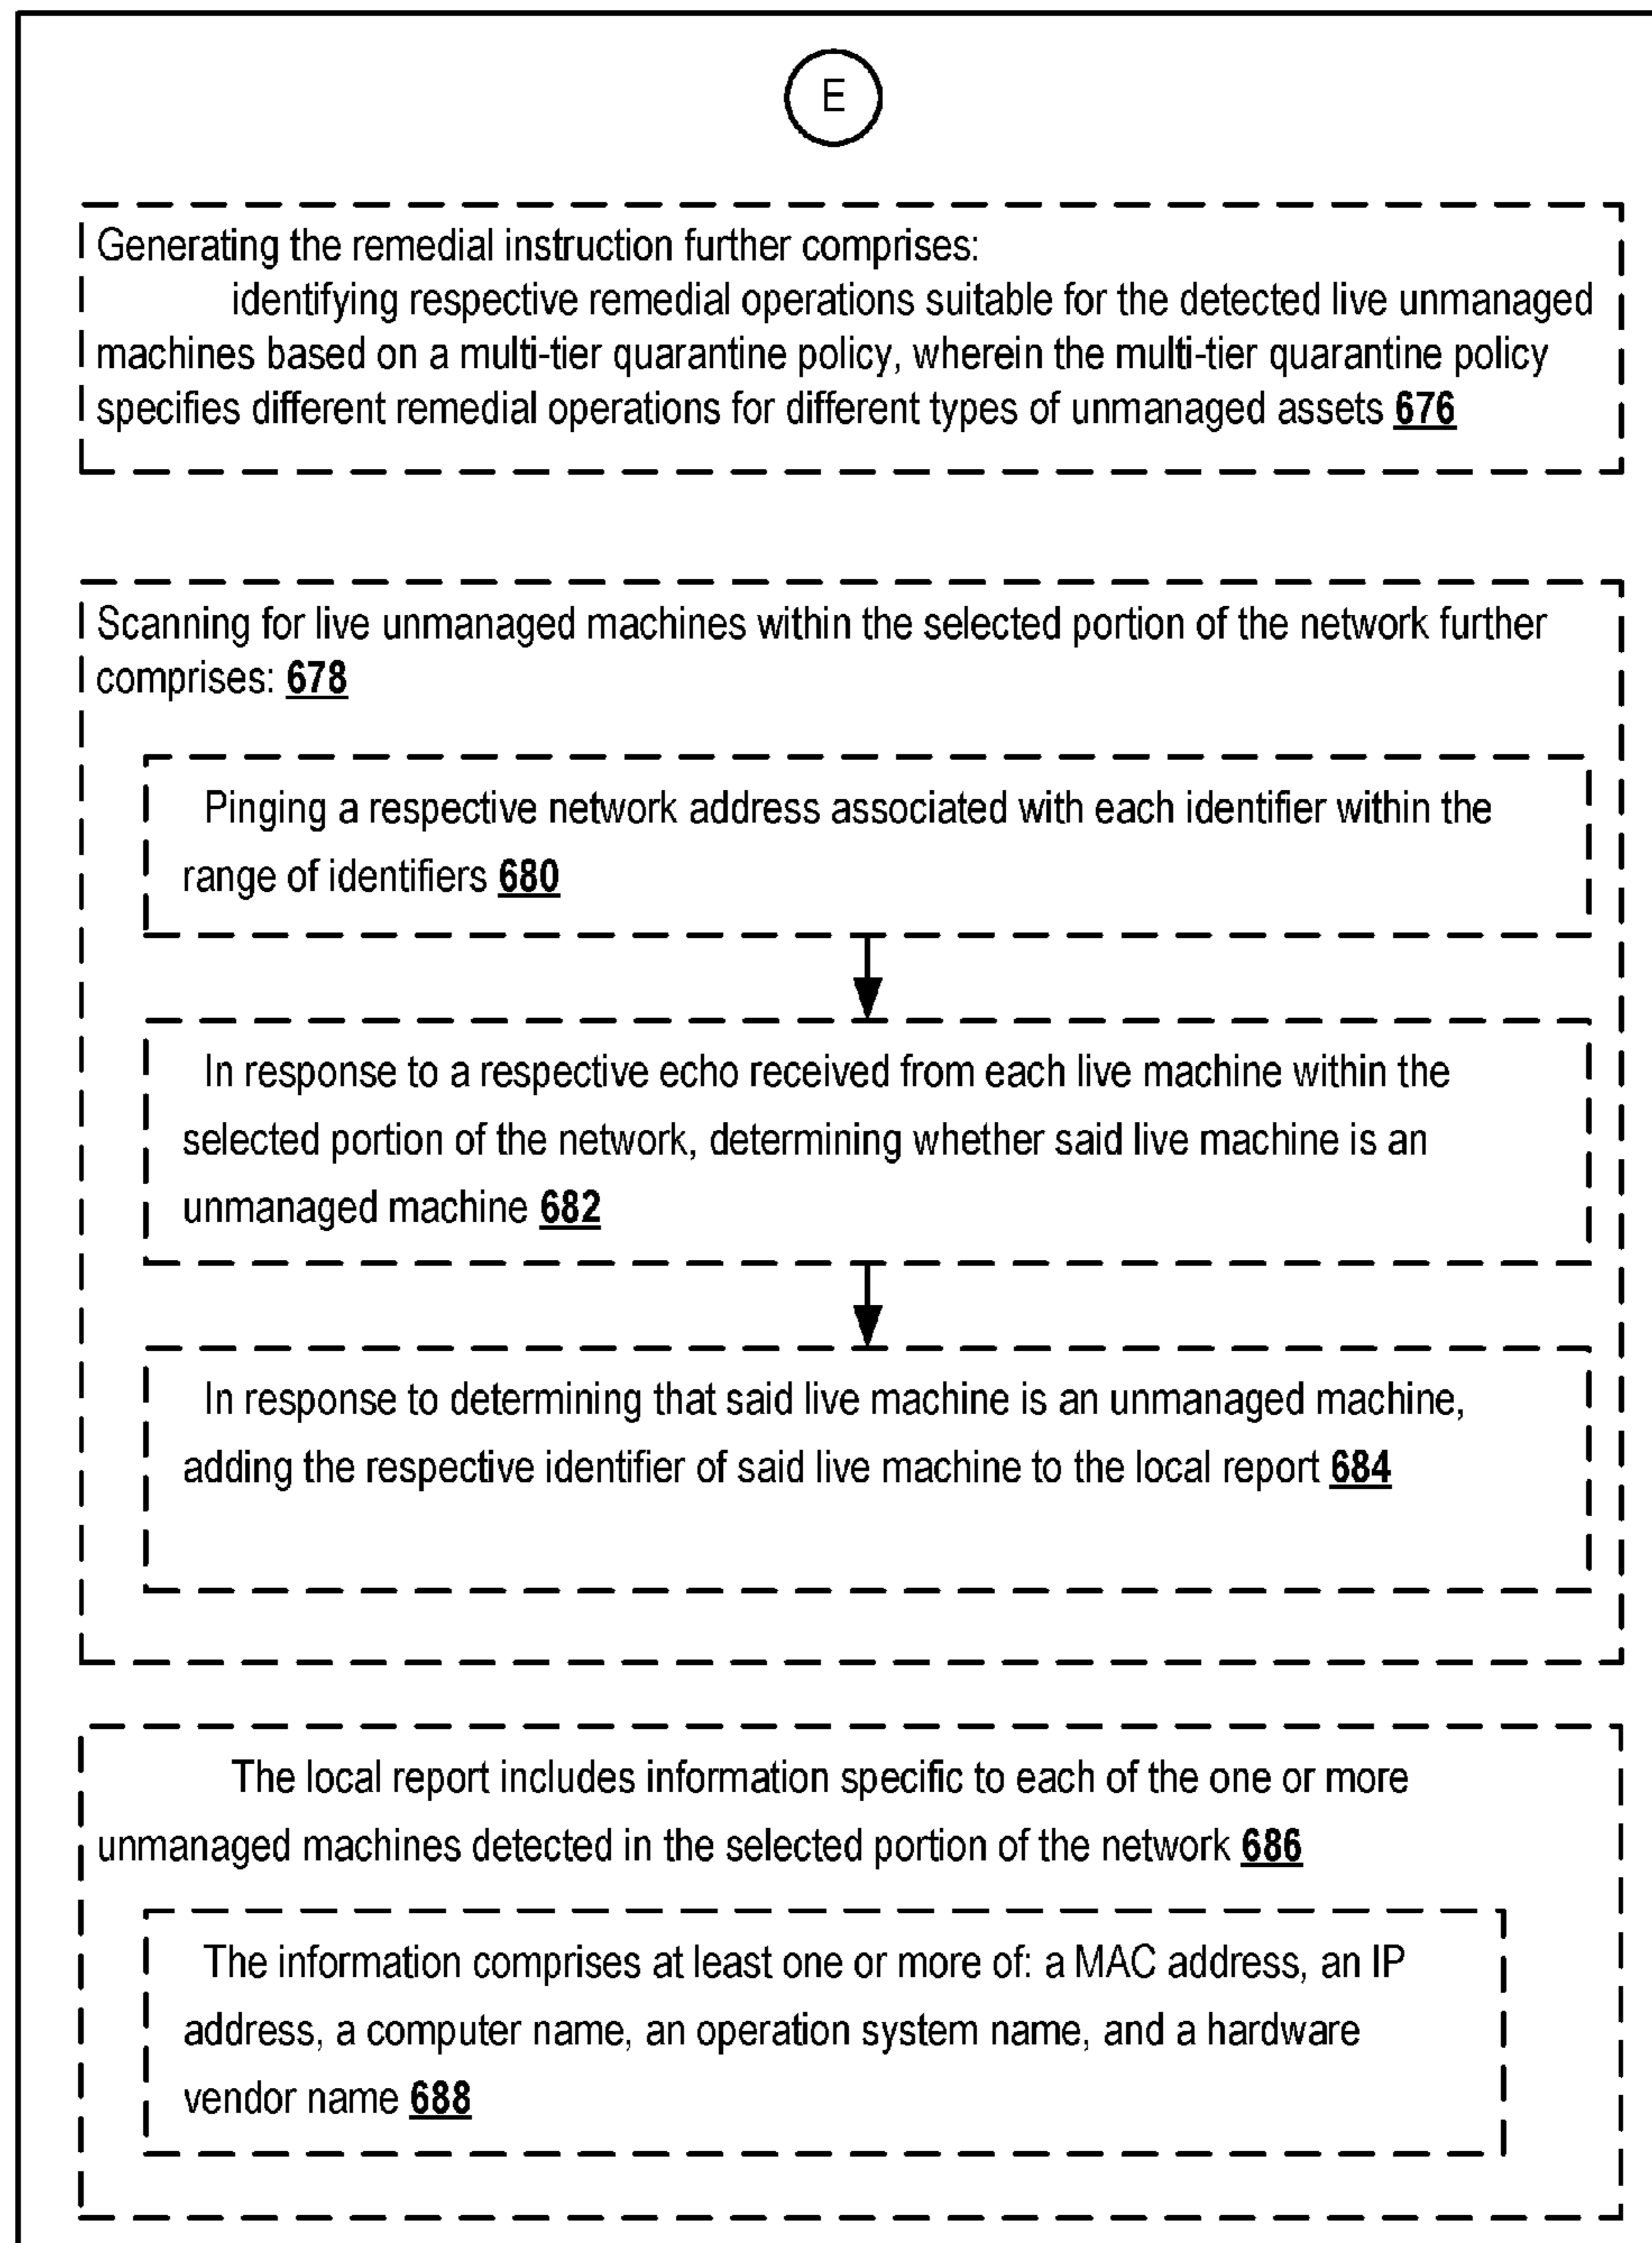 E
Generating the remedial instruction further comprises:
identifying respective remedial operations suitable for the detected live unmanaged
machines based on a multi-tier quarantine policy, wherein the multi-tier quarantine policy
specifies different remedial operations for different types of unmanaged assets 676
Scanning for live unmanaged machines within the selected portion of the network further
comprises: 678
Pinging a respective network address associated with each identifier within the
range of identifiers 680
In response to a respective echo received from each live machine within the
selected portion of the network, determining whether said live machine is an
unmanaged machine 682
In response to determining that said live machine is an unmanaged machine,
adding the respective identifier of said live machine to the local report 684
The local report includes information specific to each of the one or more
unmanaged machines detected in the selected portion of the network 686
The information comprises at least one or more of: a MAC address, an IP
address, a computer name, an operation system name, and a hardware
vendor name 688